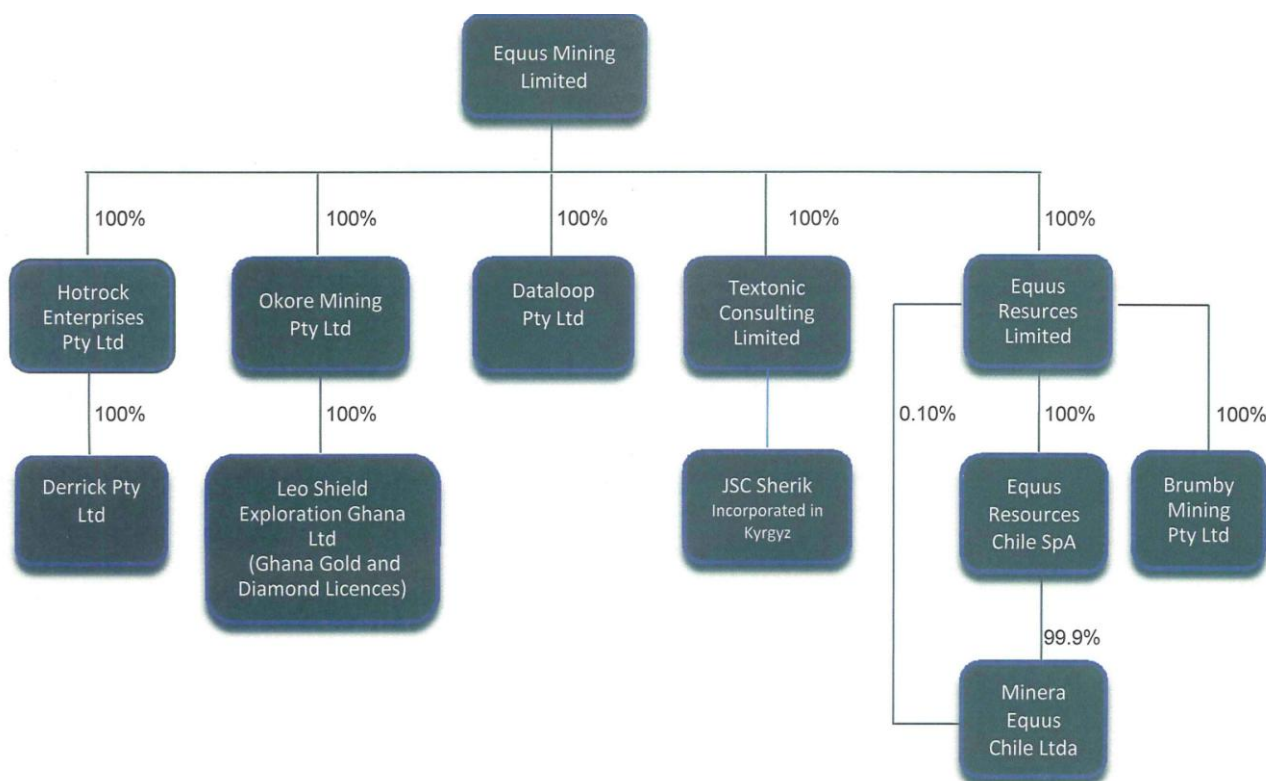 Equus Mining
Limited
100%
100%
100%
100%
100%
Hotrock
Enterprises
Pty Ltd
Okore Mining
Pty Ltd
Dataloop
Pty Ltd
Textonic
Consulting
Limited
Equus
Resurces
Limited
100%
100%
0.10%
100%
100%
Derrick Pty
Ltd
Leo Shield
Exploration Ghana
Ltd
(Ghana Gold and
Diamond Licences)
JSC Sherik
Incorporated in
Kyrgyz
Equus
Resources
Chile SpA
Brumby
Mining
Pty Ltd
99.9%
Minera
Equus
Chile Ltda